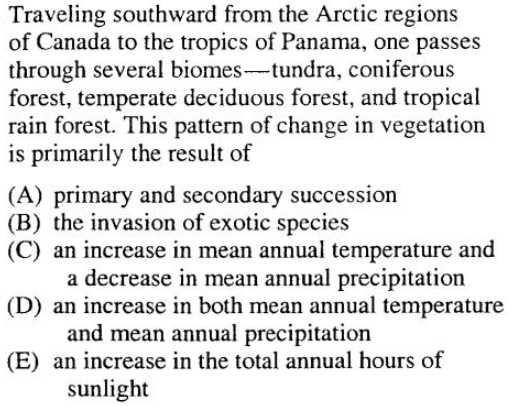 Traveling southward from the Arctic regions
of Canada to the tropics of Panama, one passes
through several biomes—tundra, coniferous
forest, temperate deciduous forest, and tropical
rain forest. This pattern of change in vegetation
is primarily the result of
(A) primary and secondary succession
(B) the invasion of exotic species
(C) an increase in mean annual temperature and
a decrease in mean annual precipitation
(D) an increase in both mean annual temperature
and mean annual precipitation
(E) an increase in the total annual hours of
sunlight